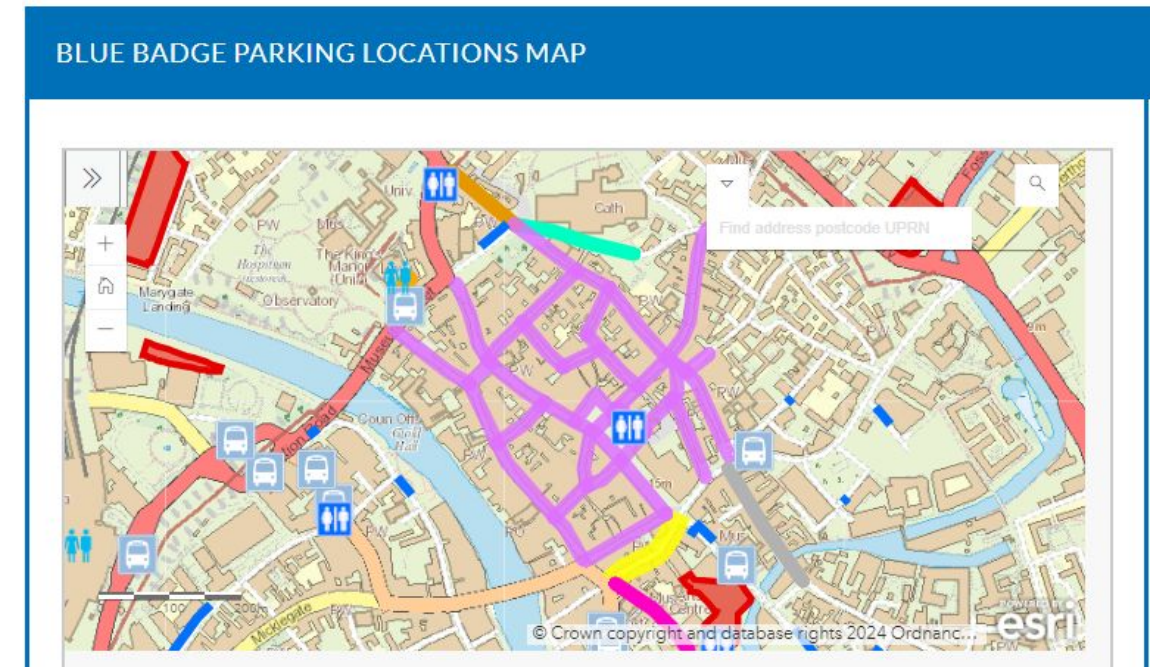 BLUE BADGE PARKING LOCATIONS MAP
Univ
Cath
Find address postcode UPRN
PW
Mus
The
Hospitium
The King's
Manor
(Univ)
Marygate
Landing
Observatory
PW
PW
PW
9m
Coun Offs
Guild
Hall
PW
15m
PW
Mus
PW
100
200m
Micklegate
PW
Centre
POWERED BY
esri
© Crown copyright and database rights 2024 Ordnanc...